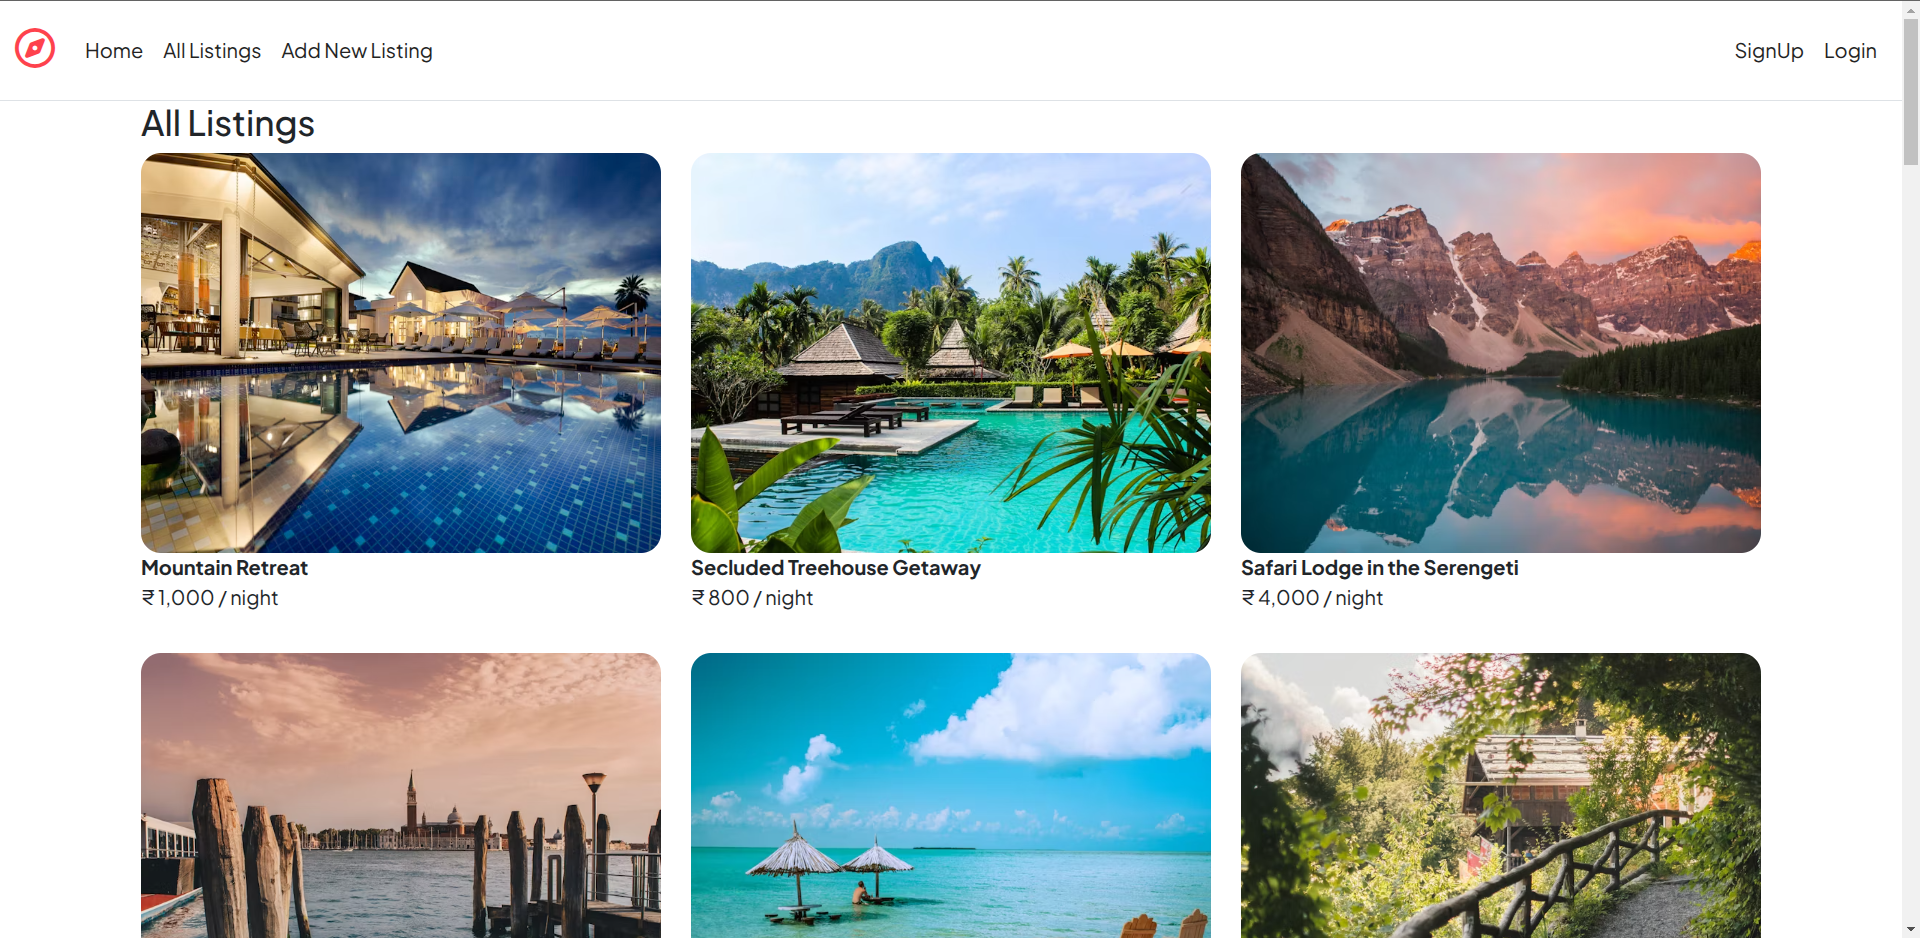 Home All Listings Add New Listing SignUp Login
All Listings
Mountain Retreat
₹ 1,000 / night
Secluded Treehouse Getaway
₹ 800 / night
Safari Lodge in the Serengeti
₹ 4,000 / night